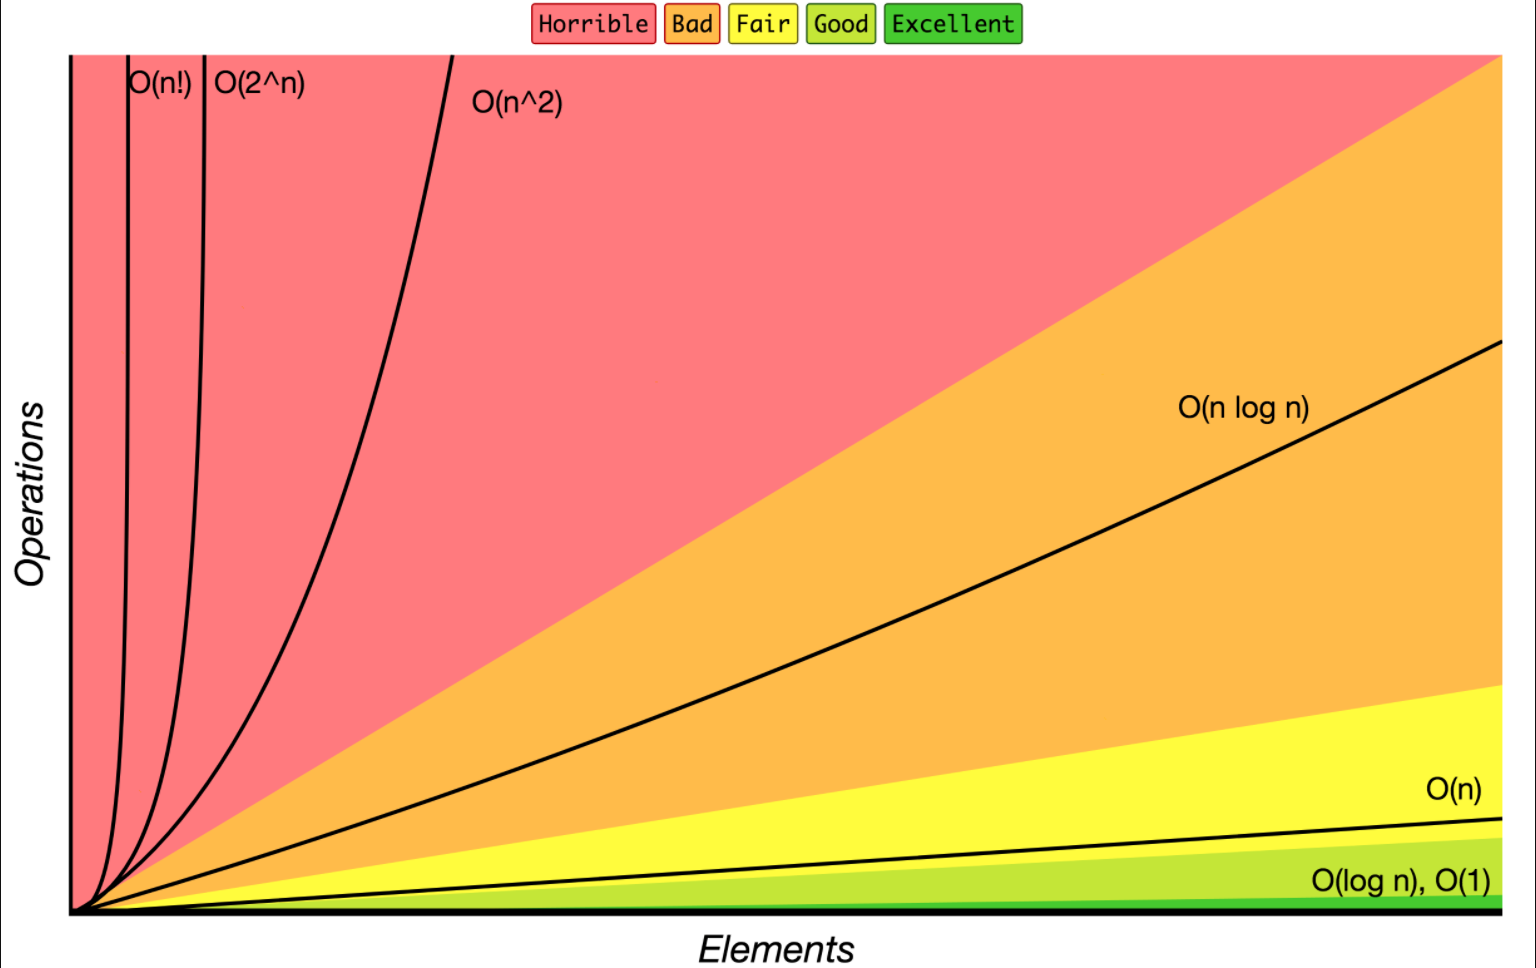 Horrible Bad Fair Good Excellent
O(n!) O(2^n)
O(n^2)
O(n log n)
O(n)
O(log n), O(1)
Operations
Elements